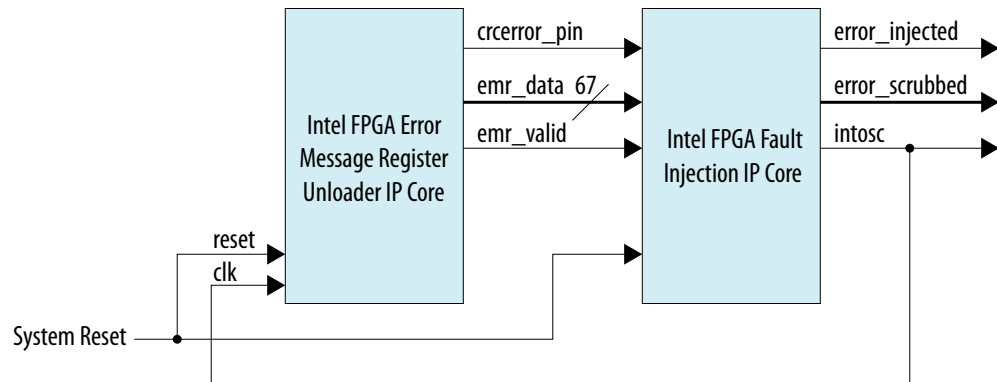 crcerror_pin
emr_data 67
emr_valid
Intel FPGA Error
Message Register
Unloader IP Core
Intel FPGA Fault
Injection IP Core
error_injected
error_scrubbed
intosc
reset
clk
System Reset